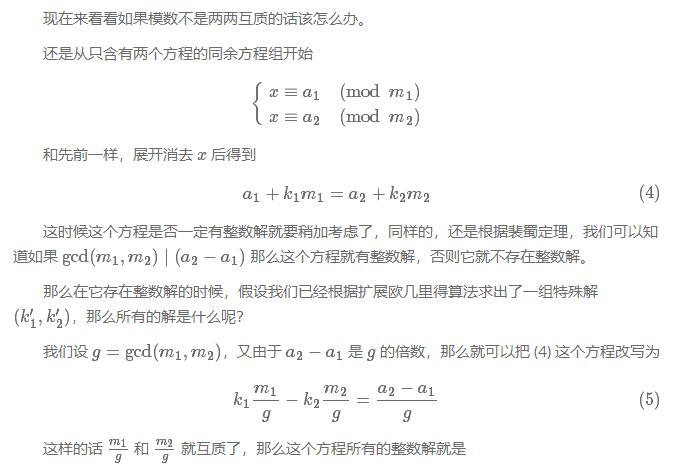 现在来看看如果模数不是两两互质的话该怎么办。
还是从只含有两个方程的同余方程组开始
{ x ≡ a₁ (mod m₁)
x ≡ a₂ (mod m₂)
和先前一样，展开消去 x 后得到
a₁ + k₁m₁ = a₂ + k₂m₂ (4)
这时候这个方程是否一定有整数解就要稍加考虑了，同样的，还是根据裴蜀定理，我们可以知
道如果 gcd(m₁, m₂) | (a₂ − a₁) 那么这个方程就有整数解，否则它就不存在整数解。
那么在它存在整数解的时候，假设我们已经根据扩展欧几里得算法求出了一组特殊解
(k′₁, k′₂)，那么所有的解是什么呢？
我们设 g = gcd(m₁, m₂)，又由于 a₂ − a₁ 是 g 的倍数，那么就可以把 (4) 这个方程改写为
k₁ m₁/g − k₂ m₂/g = (a₂ − a₁)/g (5)
这样的话 m₁/g 和 m₂/g 就互质了，那么这个方程所有的整数解就是